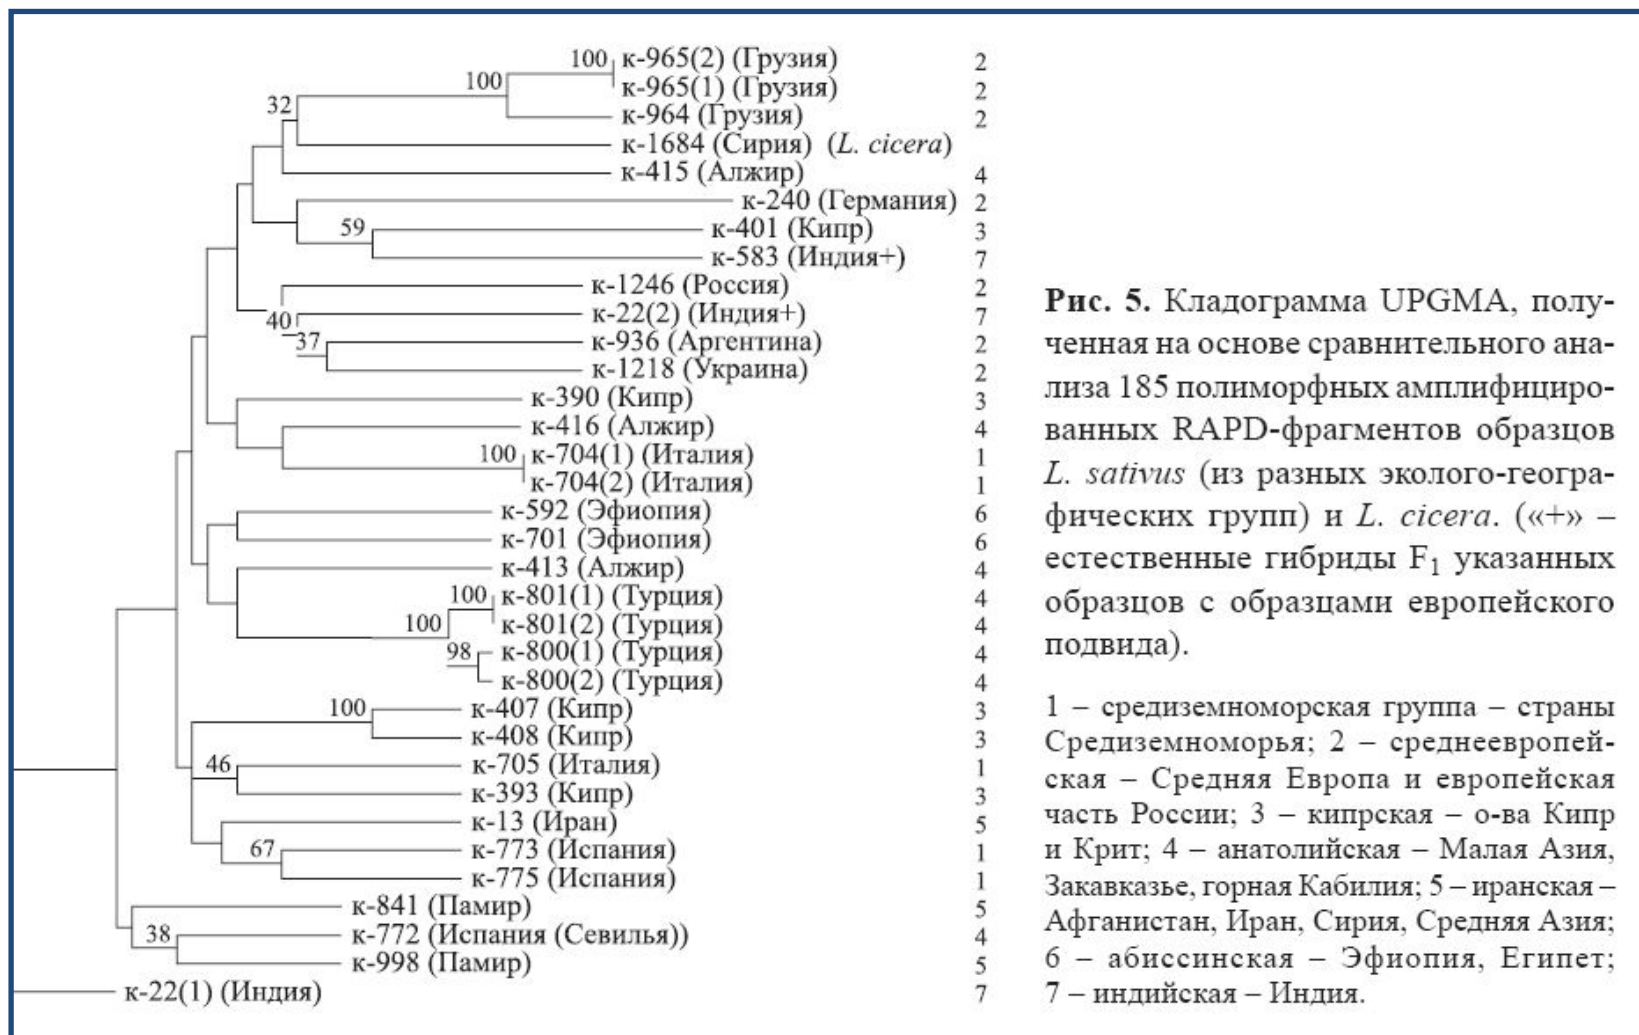 100 к-965(2) (Грузия) 2
100 к-965(1) (Грузия) 2
32 к-964 (Грузия) 2
к-1684 (Сирия) (L. cicera)
к-415 (Алжир) 4
к-240 (Германия) 2
59 к-401 (Кипр) 3
к-583 (Индия+) 7
к-1246 (Россия) 2
40 к-22(2) (Индия+) 7
37 к-936 (Аргентина) 2
к-1218 (Украина) 2
к-390 (Кипр) 3
к-416 (Алжир) 4
100 к-704(1) (Италия) 1
к-704(2) (Италия) 1
к-592 (Эфиопия) 6
к-701 (Эфиопия) 6
к-413 (Алжир) 4
100 к-801(1) (Турция) 4
100 к-801(2) (Турция) 4
98 к-800(1) (Турция) 4
к-800(2) (Турция) 4
100 к-407 (Кипр) 3
к-408 (Кипр) 3
46 к-705 (Италия) 1
к-393 (Кипр) 3
к-13 (Иран) 5
67 к-773 (Испания) 1
к-775 (Испания) 1
к-841 (Памир) 5
38 к-772 (Испания (Севилья)) 4
к-998 (Памир) 5
к-22(1) (Индия) 7
Рис. 5. Кладограмма UPGMA, полу-
ченная на основе сравнительного ана-
лиза 185 полиморфных амплифициро-
ванных RAPD-фрагментов образцов
L. sativus (из разных эколого-геогра-
фических групп) и L. cicera. («+» –
естественные гибриды F₁ указанных
образцов с образцами европейского
подвида).
1 – средиземноморская группа – страны
Средиземноморья; 2 – среднеевропей-
ская – Средняя Европа и европейская
часть России; 3 – кипрская – о-ва Кипр
и Крит; 4 – анатолийская – Малая Азия,
Закавказье, горная Кабилия; 5 – иранская –
Афганистан, Иран, Сирия, Средняя Азия;
6 – абиссинская – Эфиопия, Египет;
7 – индийская – Индия.